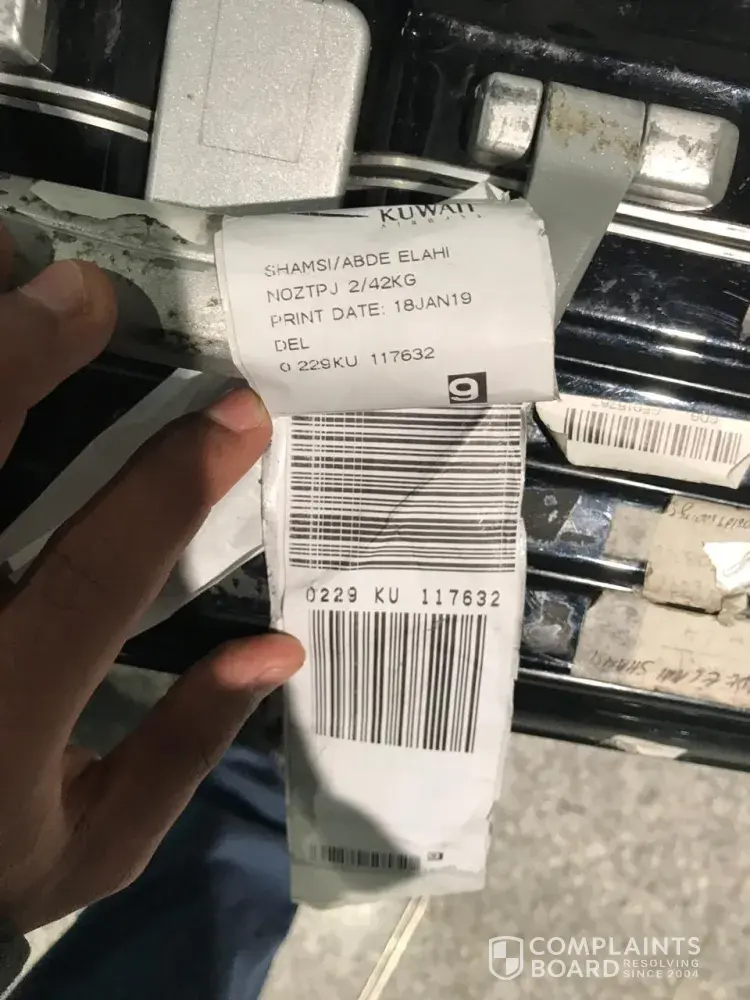 KUWAIT
AIRWAYS
SHAMSI/ABDE ELAHI
NOZTPJ 2/42KG
PRINT DATE: 18JAN19
DEL
0 229KU 117632
9
0229 KU 117632
COMPLAINTS
BOARD RESOLVING
SINCE 2004